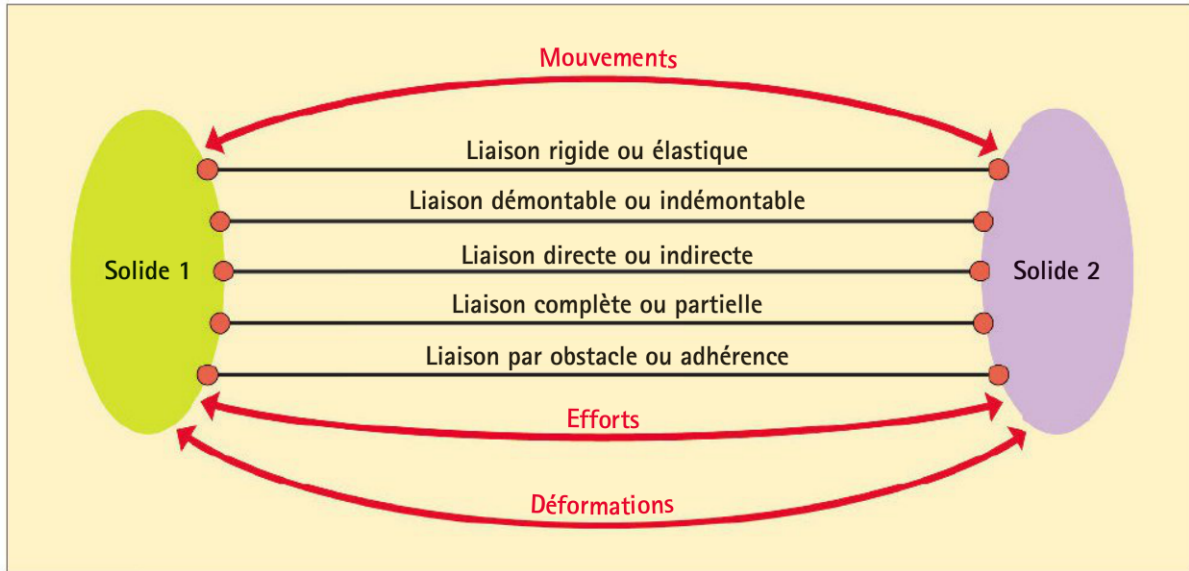 Mouvements
Liaison rigide ou élastique
Liaison démontable ou indémontable
Solide 1
Liaison directe ou indirecte
Solide 2
Liaison complète ou partielle
Liaison par obstacle ou adhérence
Efforts
Déformations